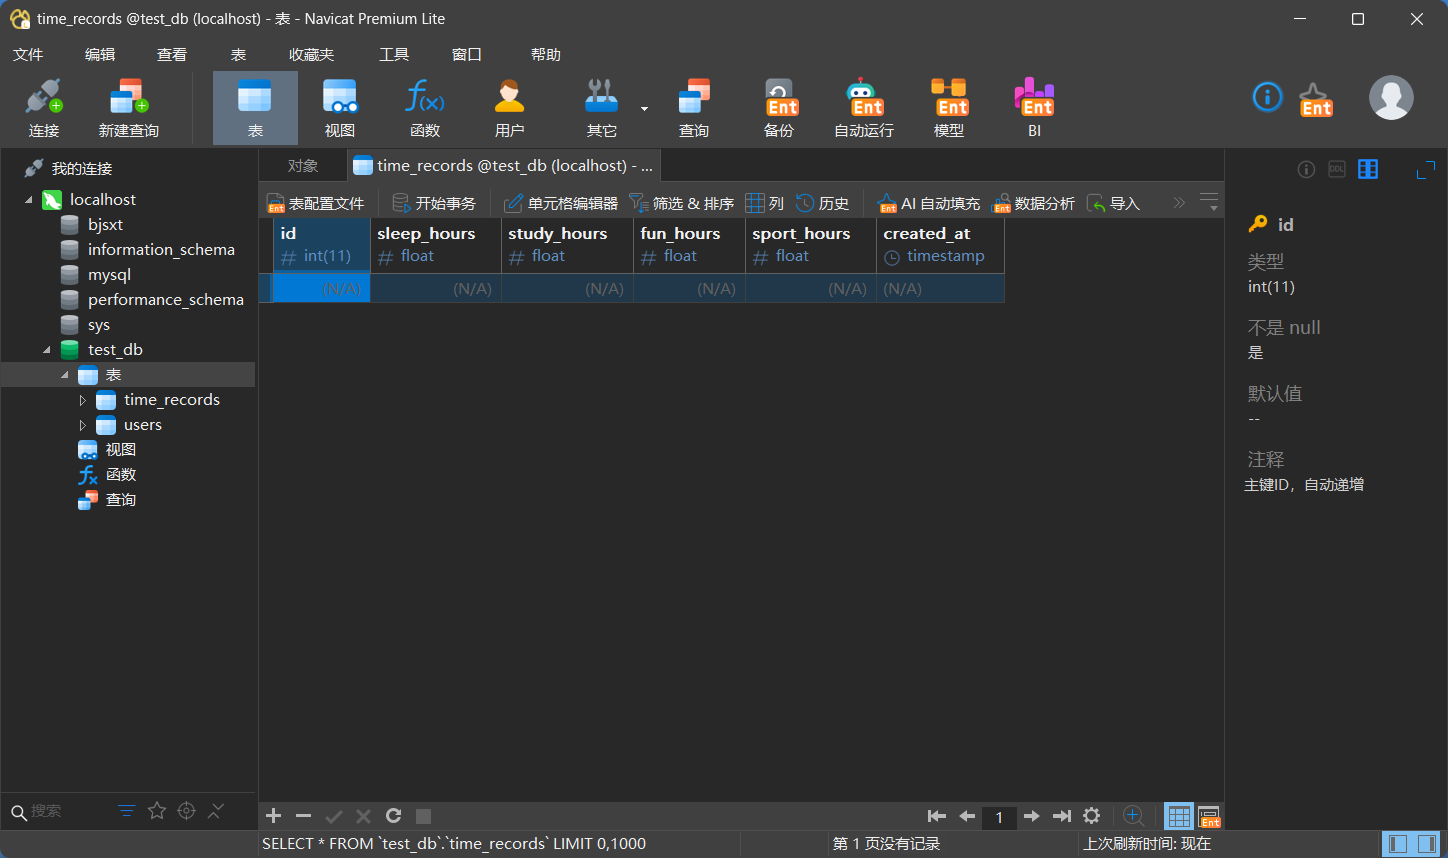 time_records @test_db (localhost) - 表 - Navicat Premium Lite
文件 编辑 查看 表 收藏夹 工具 窗口 帮助
连接 新建查询 表 视图 函数 用户 其它 查询 Ent 备份 Ent 自动运行 Ent 模型 Ent BI Ent
我的连接
localhost
bjsxt
information_schema
mysql
performance_schema
sys
test_db
表
time_records
users
视图
函数
查询
搜索
对象 time_records @test_db (localhost) - ...
Ent 表配置文件 开始事务 单元格编辑器 筛选 & 排序 列 历史 Ent AI 自动填充 Ent 数据分析 导入
id sleep_hours study_hours fun_hours sport_hours created_at
# int(11) # float # float # float # float timestamp
(N/A) (N/A) (N/A) (N/A) (N/A) (N/A)
1 Ent
DDL
id
类型
int(11)
不是 null
是
默认值
--
注释
主键ID，自动递增
SELECT * FROM `test_db`.`time_records` LIMIT 0,1000 第 1 页没有记录 上次刷新时间: 现在